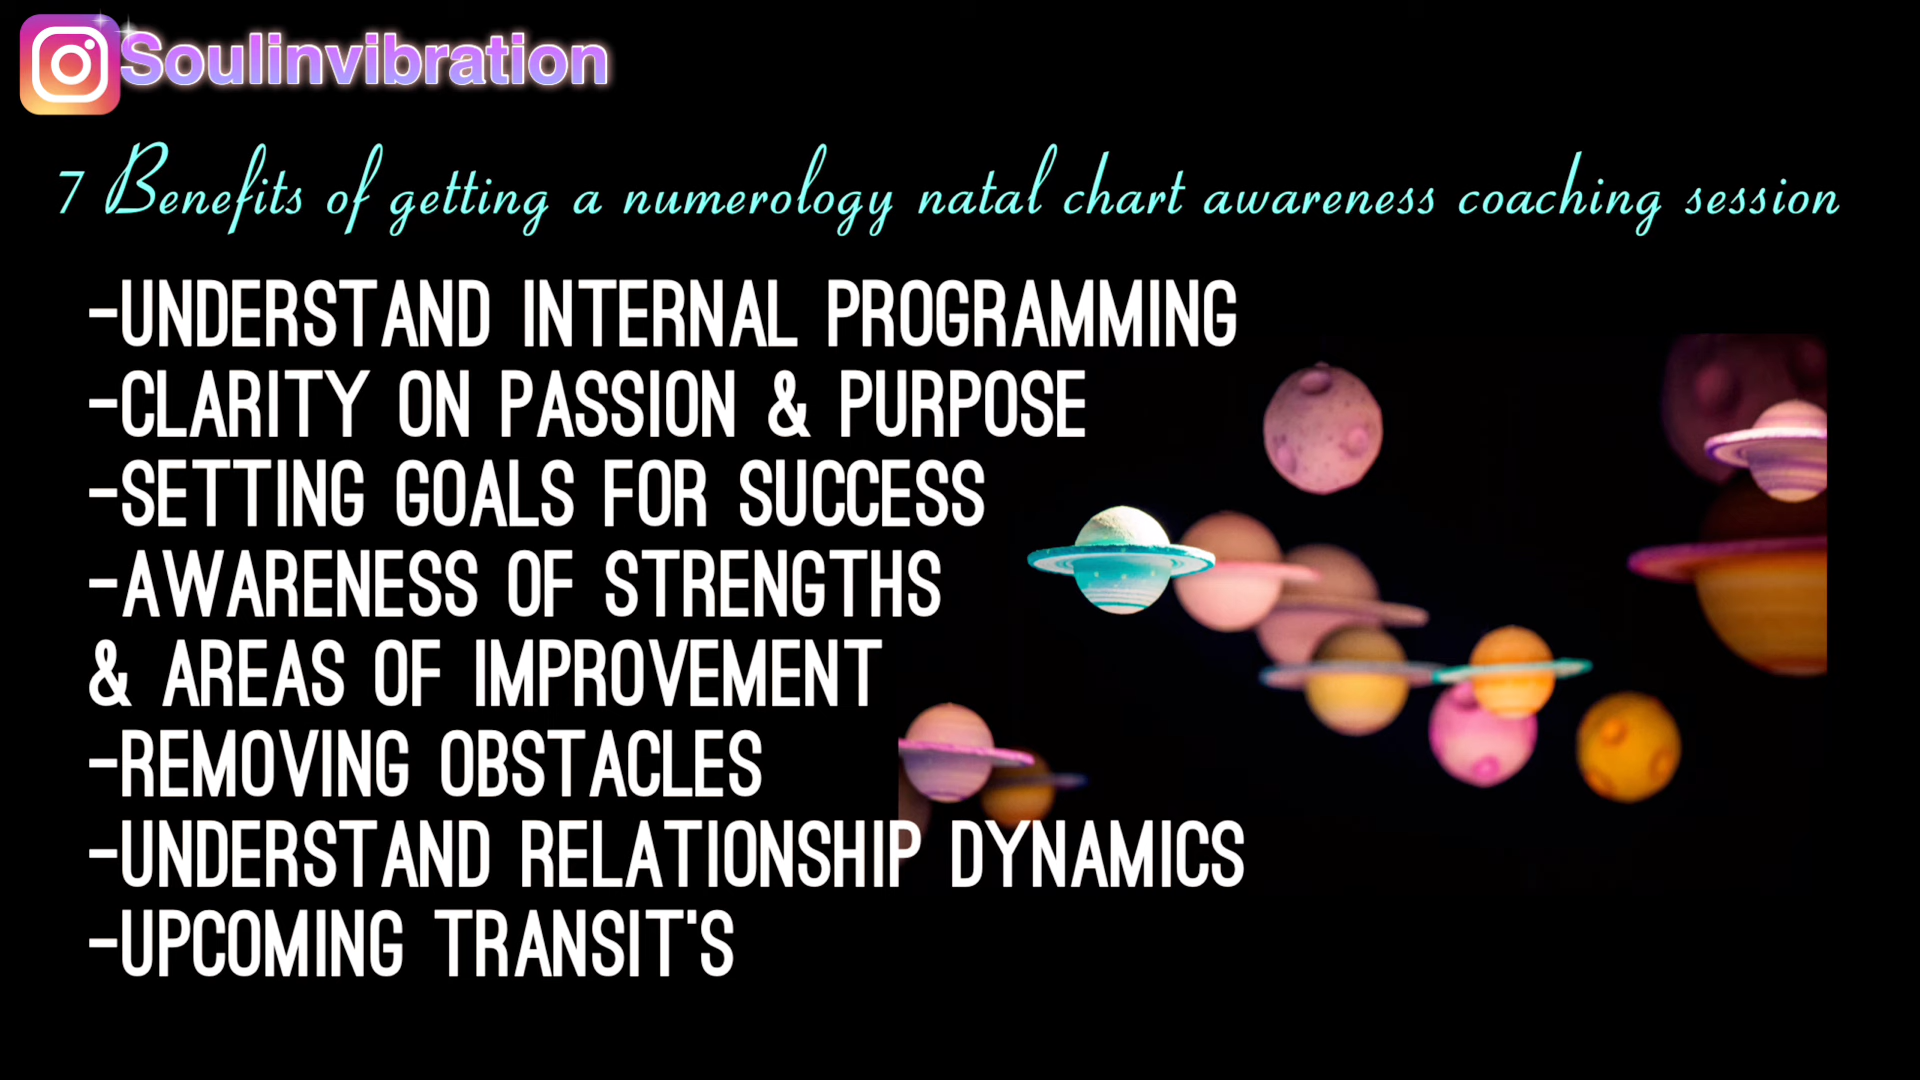 Soulinvibration
7 Benefits of getting a numerology natal chart awareness coaching session
-UNDERSTAND INTERNAL PROGRAMMING
-CLARITY ON PASSION & PURPOSE
-SETTING GOALS FOR SUCCESS
-AWARENESS OF STRENGTHS
& AREAS OF IMPROVEMENT
-REMOVING OBSTACLES
-UNDERSTAND RELATIONSHIP DYNAMICS
-UPCOMING TRANSIT'S